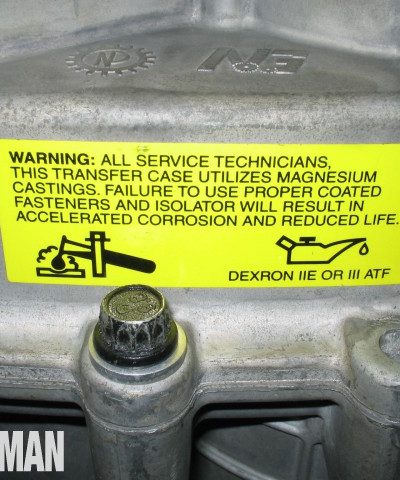 WARNING: ALL SERVICE TECHNICIANS,
THIS TRANSFER CASE UTILIZES MAGNESIUM
CASTINGS. FAILURE TO USE PROPER COATED
FASTENERS AND ISOLATOR WILL RESULT IN
ACCELERATED CORROSION AND REDUCED LIFE.
DEXRON IIE OR III ATF
MAN